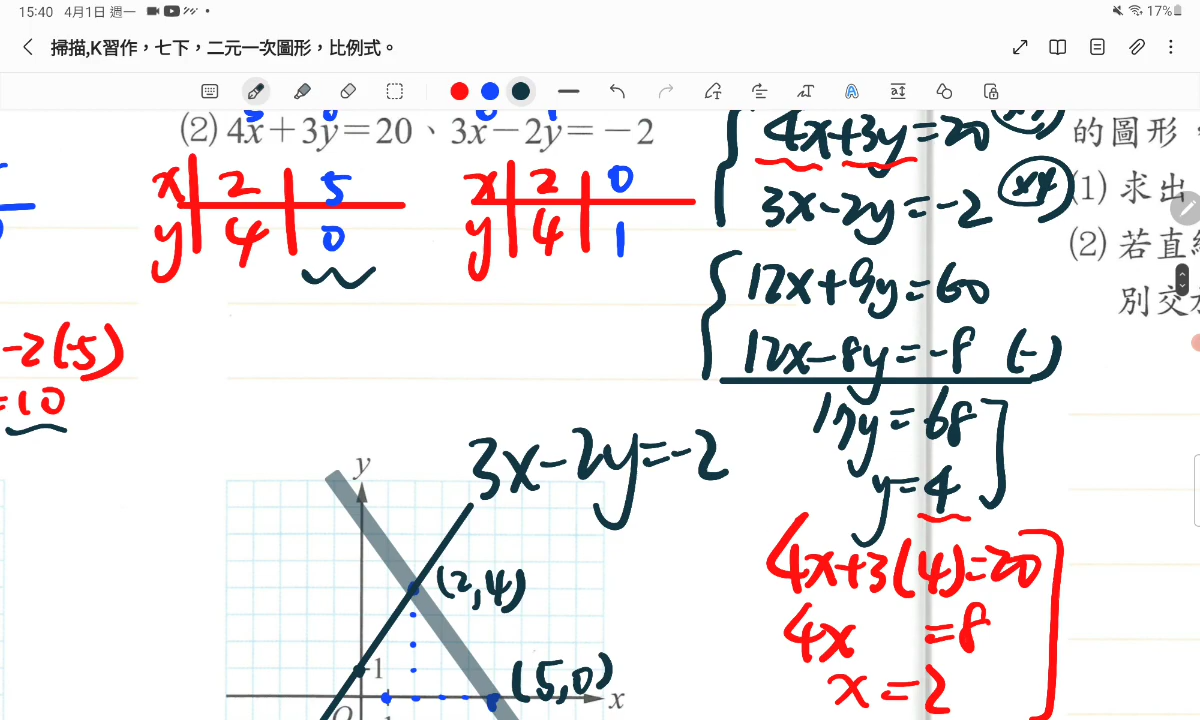 15:40 4月1日 週一
17%
掃描,K習作，七下，二元一次圖形，比例式。
(2) 4x+3y=20、3x−2y=−2
x 2 5
y 4 0
x 2 0
y 4 1
4x+3y=20
3x-2y=-2 (x4)
12x+9y=60
12x-8y=-8 (-)
17y=68
y=4
4x+3(4)=20
4x =8
x=2
-2(-5)
=10
3x-2y=-2
y
(2,4)
1
(5,0)
x
O
的圖形，
(1) 求出
(2) 若直
別交